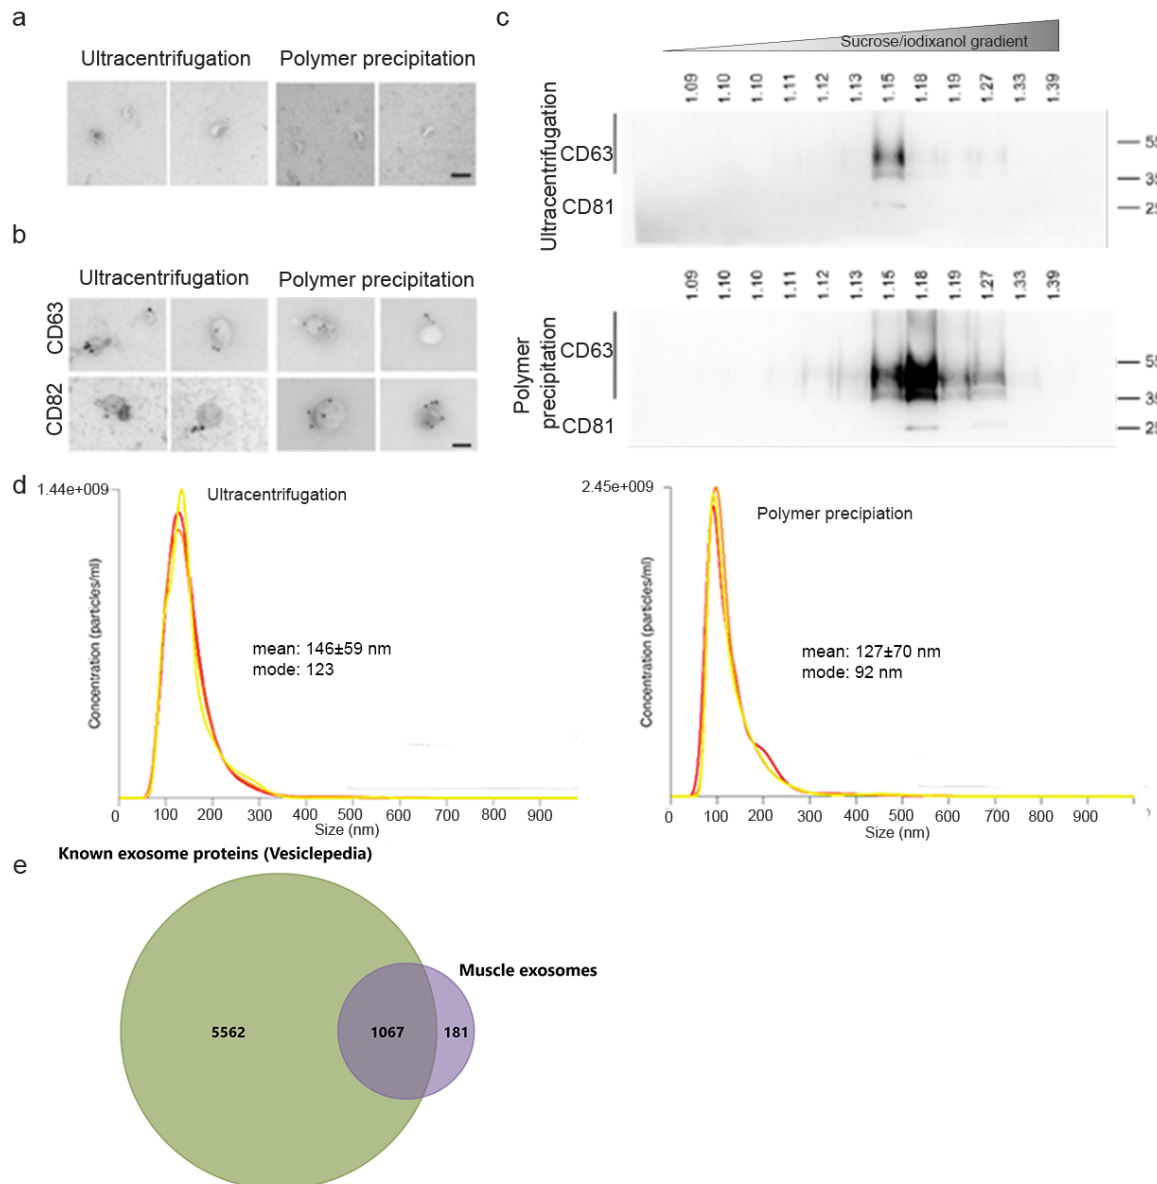 a
Ultracentrifugation
Polymer precipitation
b
Ultracentrifugation
Polymer precipitation
CD63
CD82
c
Sucrose/iodixanol gradient
1.09 1.10 1.10 1.11 1.12 1.13 1.15 1.18 1.19 1.27 1.33 1.39
Ultracentrifugation
CD63
CD81
55
35
25
1.09 1.10 1.10 1.11 1.12 1.13 1.15 1.18 1.19 1.27 1.33 1.39
Polymer
precipitation
CD63
CD81
55
35
25
d
1.44e+009
Ultracentrifugation
Concentration (particles/ml)
mean: 146±59 nm
mode: 123
0 100 200 300 400 500 600 700 800 900
Size (nm)
2.45e+009
Polymer precipiation
Concentration (particles/ml)
mean: 127±70 nm
mode: 92 nm
0 100 200 300 400 500 600 700 800 900
Size (nm)
e
Known exosome proteins (Vesiclepedia)
Muscle exosomes
5562
1067
181